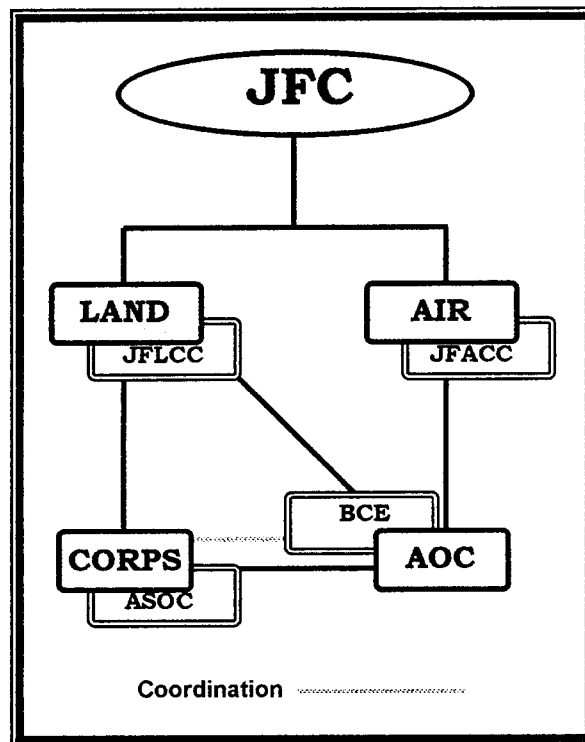 JFC
LAND
AIR
JFLCC
JFACC
BCE
CORPS
AOC
ASOC
Coordination